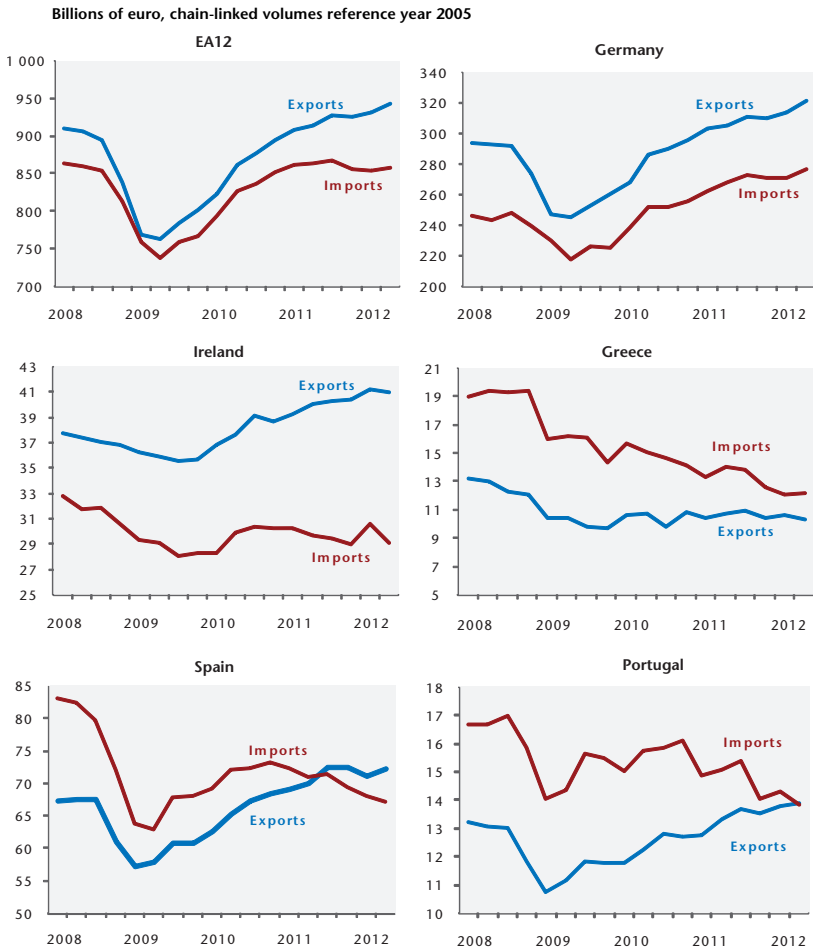 Billions of euro, chain-linked volumes reference year 2005
EA12
1 000
950
900
850
800
750
700
Exports
Imports
2008 2009 2010 2011 2012
Germany
340
320
300
280
260
240
220
200
Exports
Imports
2008 2009 2010 2011 2012
Ireland
43
41
39
37
35
33
31
29
27
25
Exports
Imports
2008 2009 2010 2011 2012
Greece
21
19
17
15
13
11
9
7
5
Imports
Exports
2008 2009 2010 2011 2012
Spain
85
80
75
70
65
60
55
50
Imports
Exports
2008 2009 2010 2011 2012
Portugal
18
17
16
15
14
13
12
11
10
Imports
Exports
2008 2009 2010 2011 2012